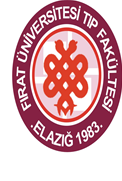 FIRAT ÜNİVERSİTESİ TIP FAKÜLTESİ
.ELAZIĞ 1983.